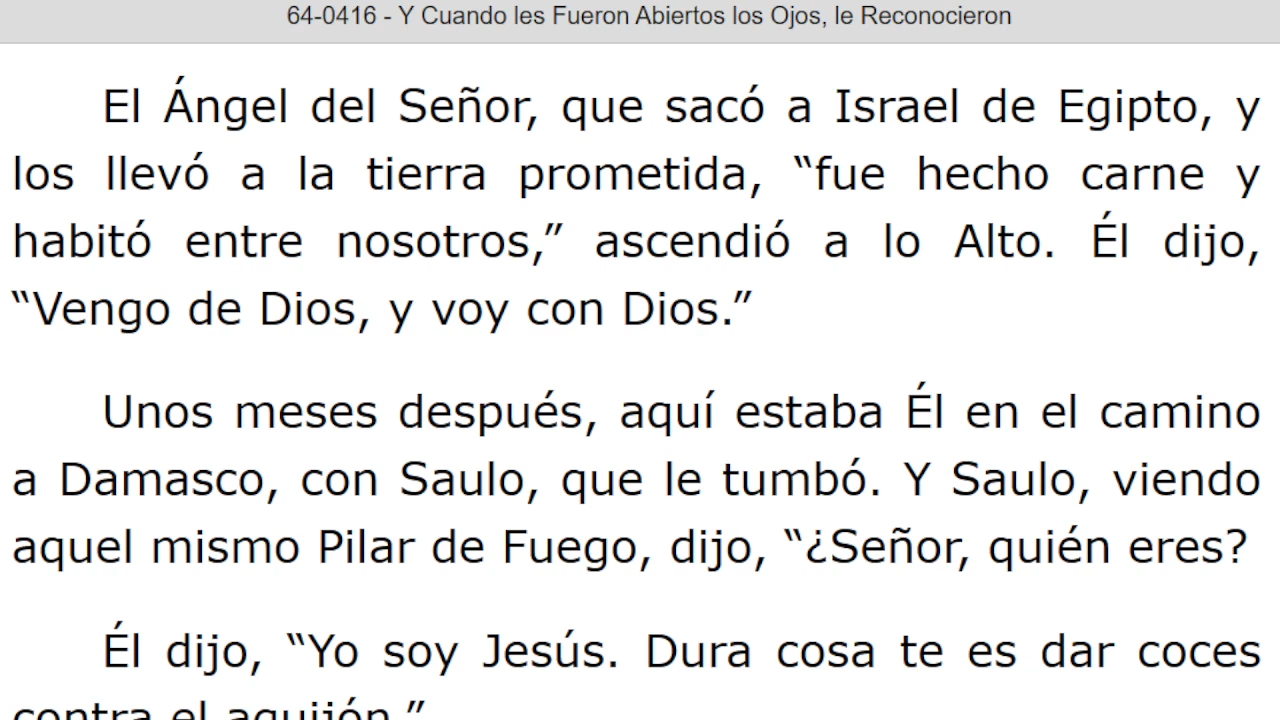 64-0416 - Y Cuando les Fueron Abiertos los Ojos, le Reconocieron
El Ángel del Señor, que sacó a Israel de Egipto, y
los llevó a la tierra prometida, “fue hecho carne y
habitó entre nosotros,” ascendió a lo Alto. Él dijo,
“Vengo de Dios, y voy con Dios.”
Unos meses después, aquí estaba Él en el camino
a Damasco, con Saulo, que le tumbó. Y Saulo, viendo
aquel mismo Pilar de Fuego, dijo, “¿Señor, quién eres?
Él dijo, “Yo soy Jesús. Dura cosa te es dar coces
contra el aguijón.”